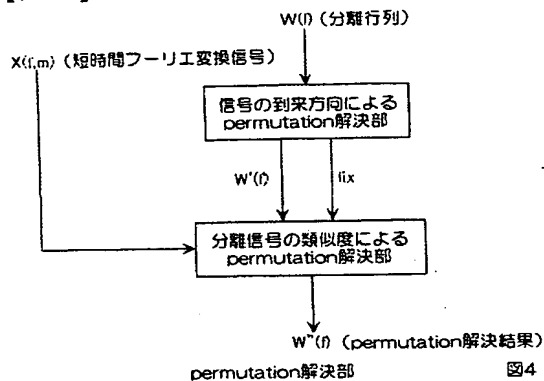 W(f) (分離行列)
X(f,m) (短時間フーリエ変換信号)
信号の到来方向による
permutation解決部
W'(f)
fix
分離信号の類似度による
permutation解決部
W"(f) (permutation解決結果)
permutation解決部
図4